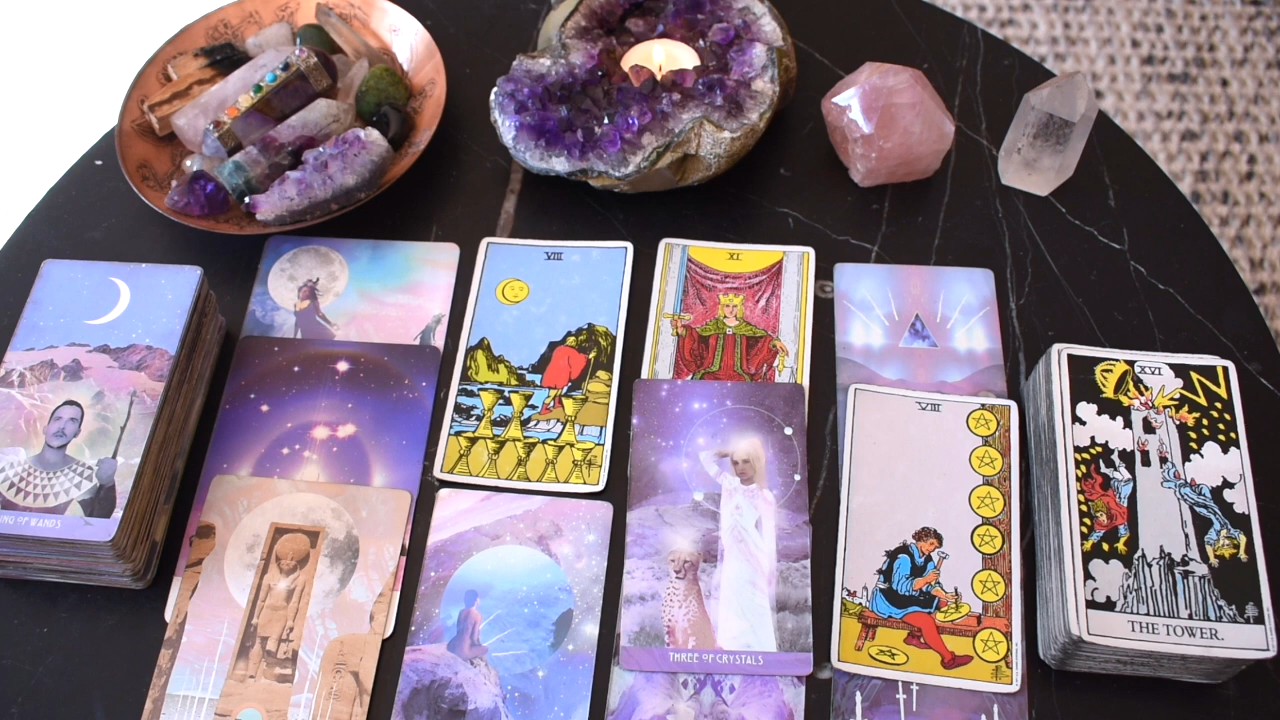 VIII
XI
VIII
XVI
ING OF WANDS
THREE OF CRYSTALS
THE TOWER.